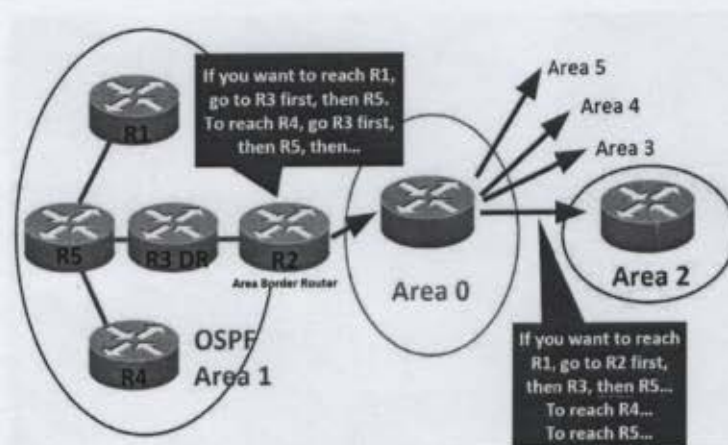 If you want to reach R1,
go to R3 first, then R5.
To reach R4, go R3 first,
then R5, then...
Area 5
Area 4
Area 3
R1
R5
R3 DR
R2
Area Border Router
Area 0
Area 2
R4
OSPF
Area 1
If you want to reach
R1, go to R2 first,
then R3, then R5...
To reach R4...
To reach R5...